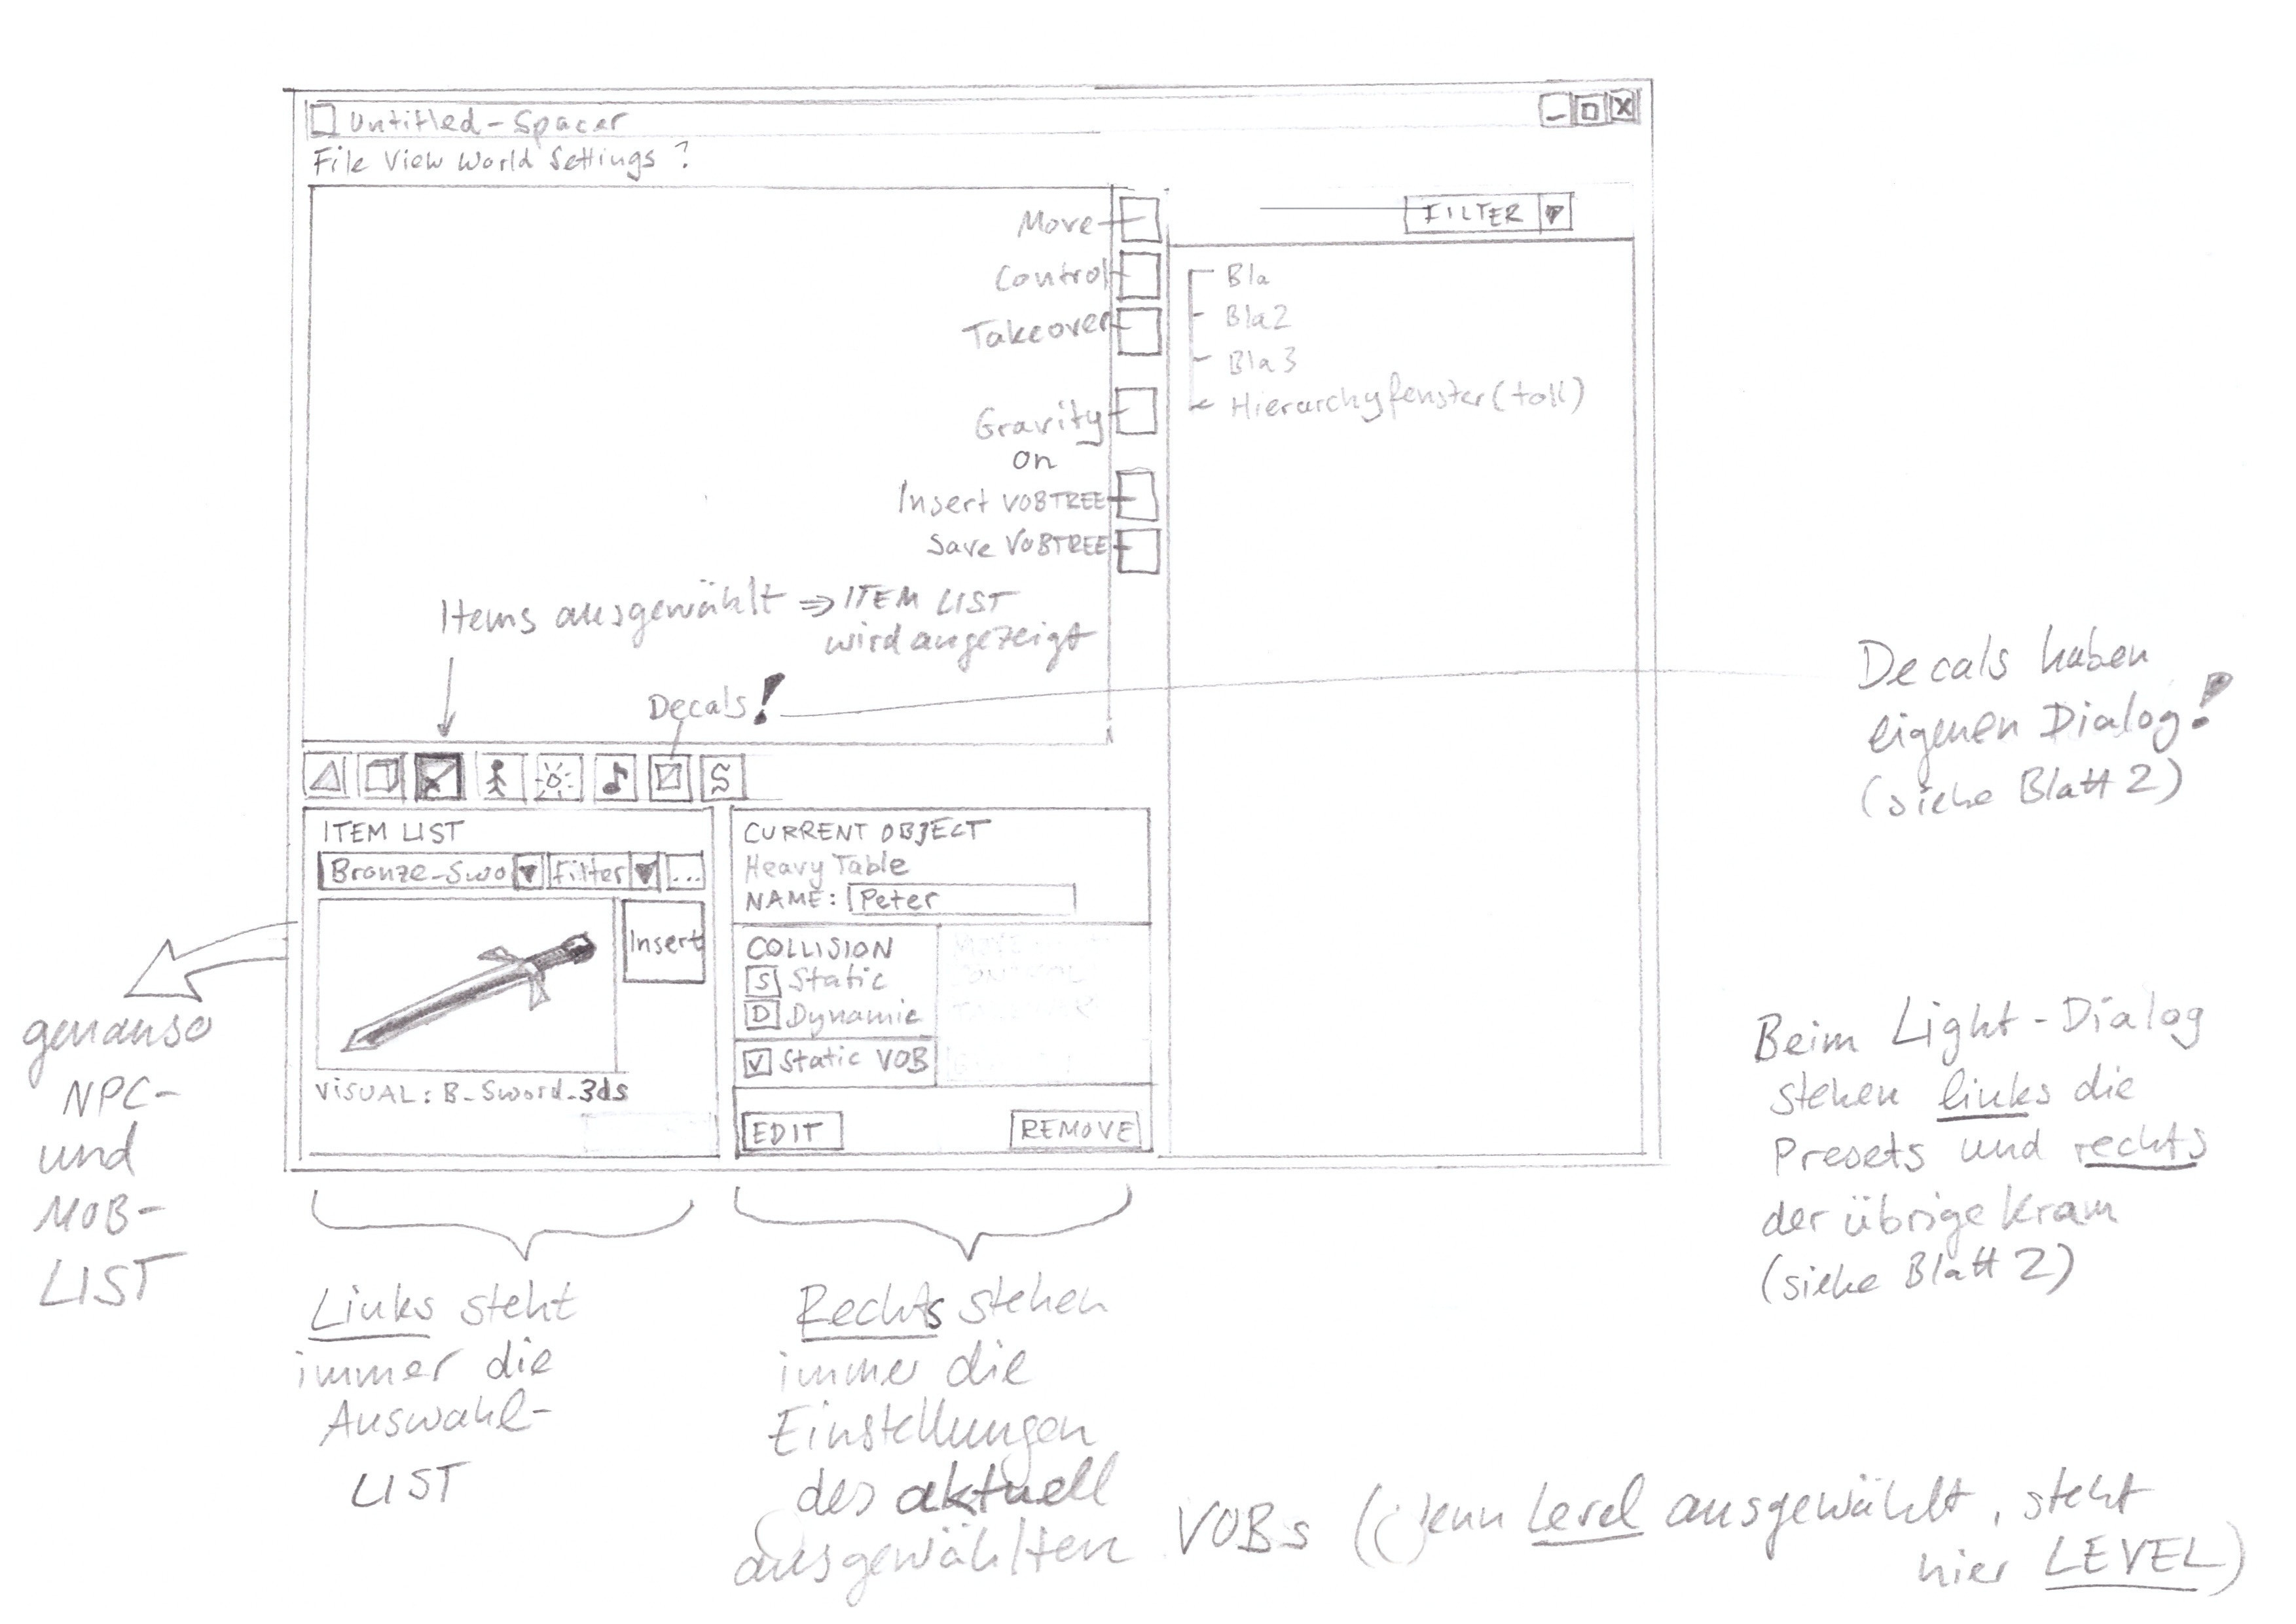 Untitled-Spacer
File View World Settings ?
FILTER
Move
Control
Takeover
Gravity
on
Insert VOBTREE
Save VOBTREE
Bla
Bla2
Bla3
Hierarchyfenster(toll)
Items ausgewählt ⇒ ITEM LIST
wird angezeigt
Decals!
Decals haben
eigenen Dialog!
(siehe Blatt 2)
S
ITEM LIST
Bronze_Swo
Filter
...
Insert
VISUAL: B_Sword_3ds
CURRENT OBJECT
Heavy Table
NAME: Peter
COLLISION
S Static
D Dynamic
Static VOB
EDIT
REMOVE
genauso
NPC-
und
MOB-
LIST
Beim Light-Dialog
stehen links die
Presets und rechts
der übrige Kram
(siehe Blatt 2)
Links steht
immer die
Auswahl-
LIST
Rechts stehen
immer die
Einstellungen
des aktuell
ausgewählten VOBs (wenn Level ausgewählt, steht
hier LEVEL)